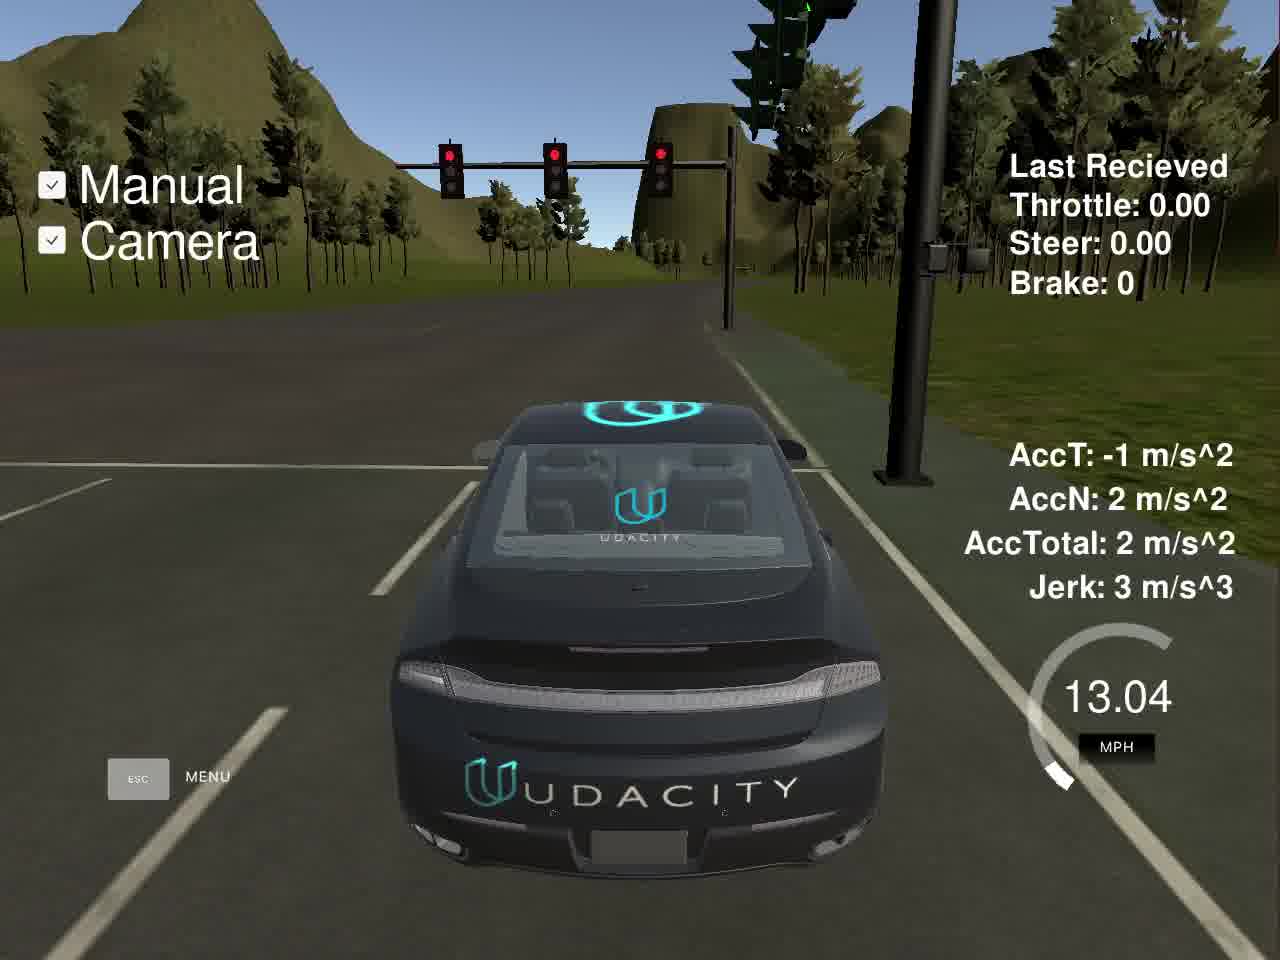 Manual
Camera
Last Recieved
Throttle: 0.00
Steer: 0.00
Brake: 0
AccT: -1 m/s^2
AccN: 2 m/s^2
AccTotal: 2 m/s^2
Jerk: 3 m/s^3
UDACITY
13.04
MPH
ESC MENU
UDACITY